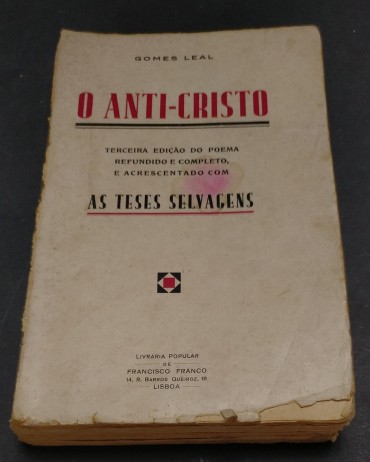 GOMES LEAL
O ANTI-CRISTO
TERCEIRA EDIÇÃO DO POEMA
REFUNDIDO E COMPLETO,
E ACRESCENTADO COM
AS TESES SELVAGENS
LIVRARIA POPULAR
DE
FRANCISCO FRANCO
14, R. BARROS QUEIROZ, 18
LISBOA